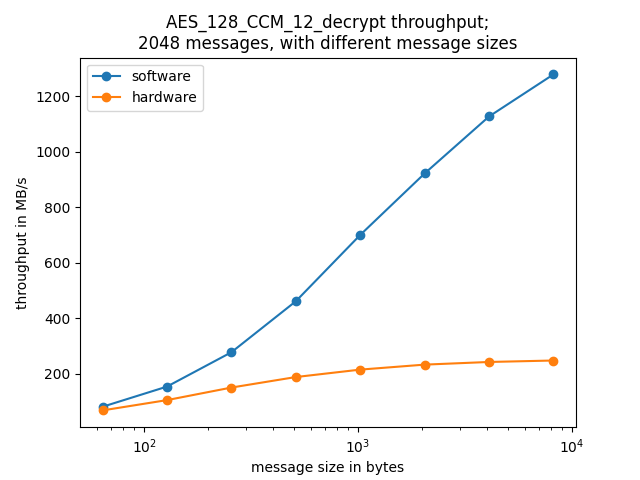 AES_128_CCM_12_decrypt throughput;
2048 messages, with different message sizes
software
hardware
throughput in MB/s
1200
1000
800
600
400
200
10²
10³
10⁴
message size in bytes